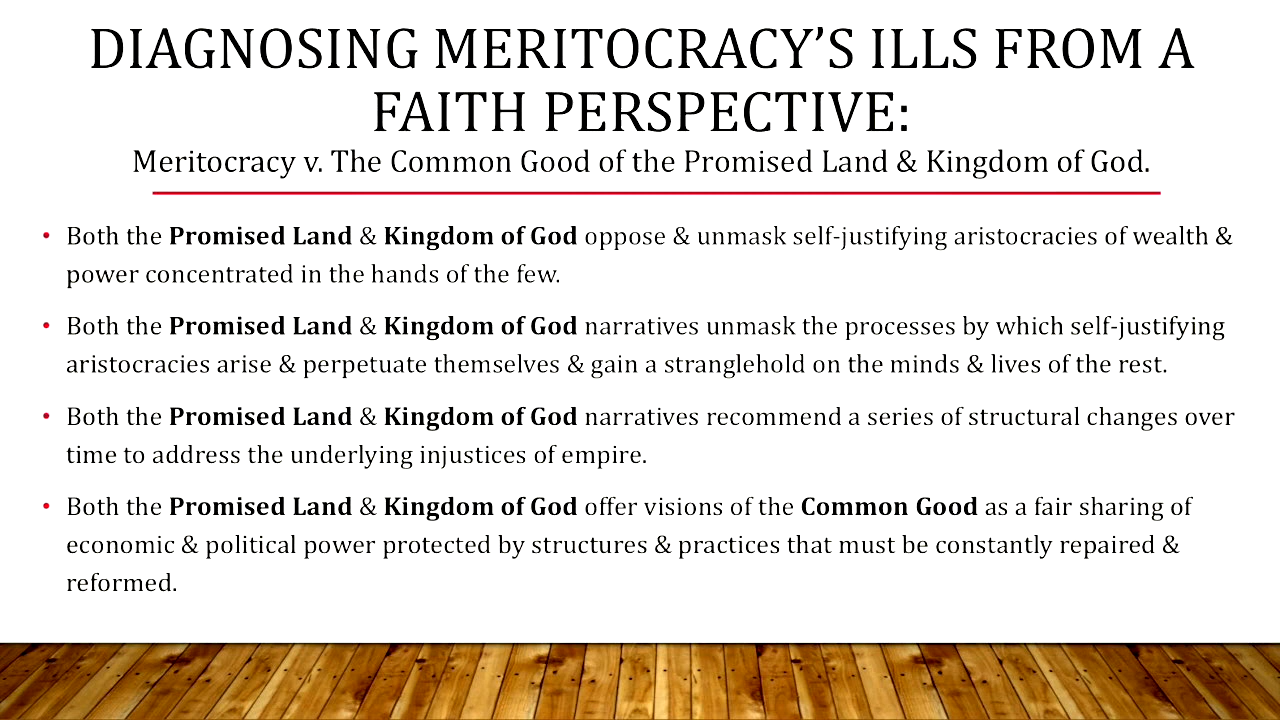 DIAGNOSING MERITOCRACY’S ILLS FROM A
FAITH PERSPECTIVE:
Meritocracy v. The Common Good of the Promised Land & Kingdom of God.
• Both the Promised Land & Kingdom of God oppose & unmask self-justifying aristocracies of wealth &
power concentrated in the hands of the few.
• Both the Promised Land & Kingdom of God narratives unmask the processes by which self-justifying
aristocracies arise & perpetuate themselves & gain a stranglehold on the minds & lives of the rest.
• Both the Promised Land & Kingdom of God narratives recommend a series of structural changes over
time to address the underlying injustices of empire.
• Both the Promised Land & Kingdom of God offer visions of the Common Good as a fair sharing of
economic & political power protected by structures & practices that must be constantly repaired &
reformed.